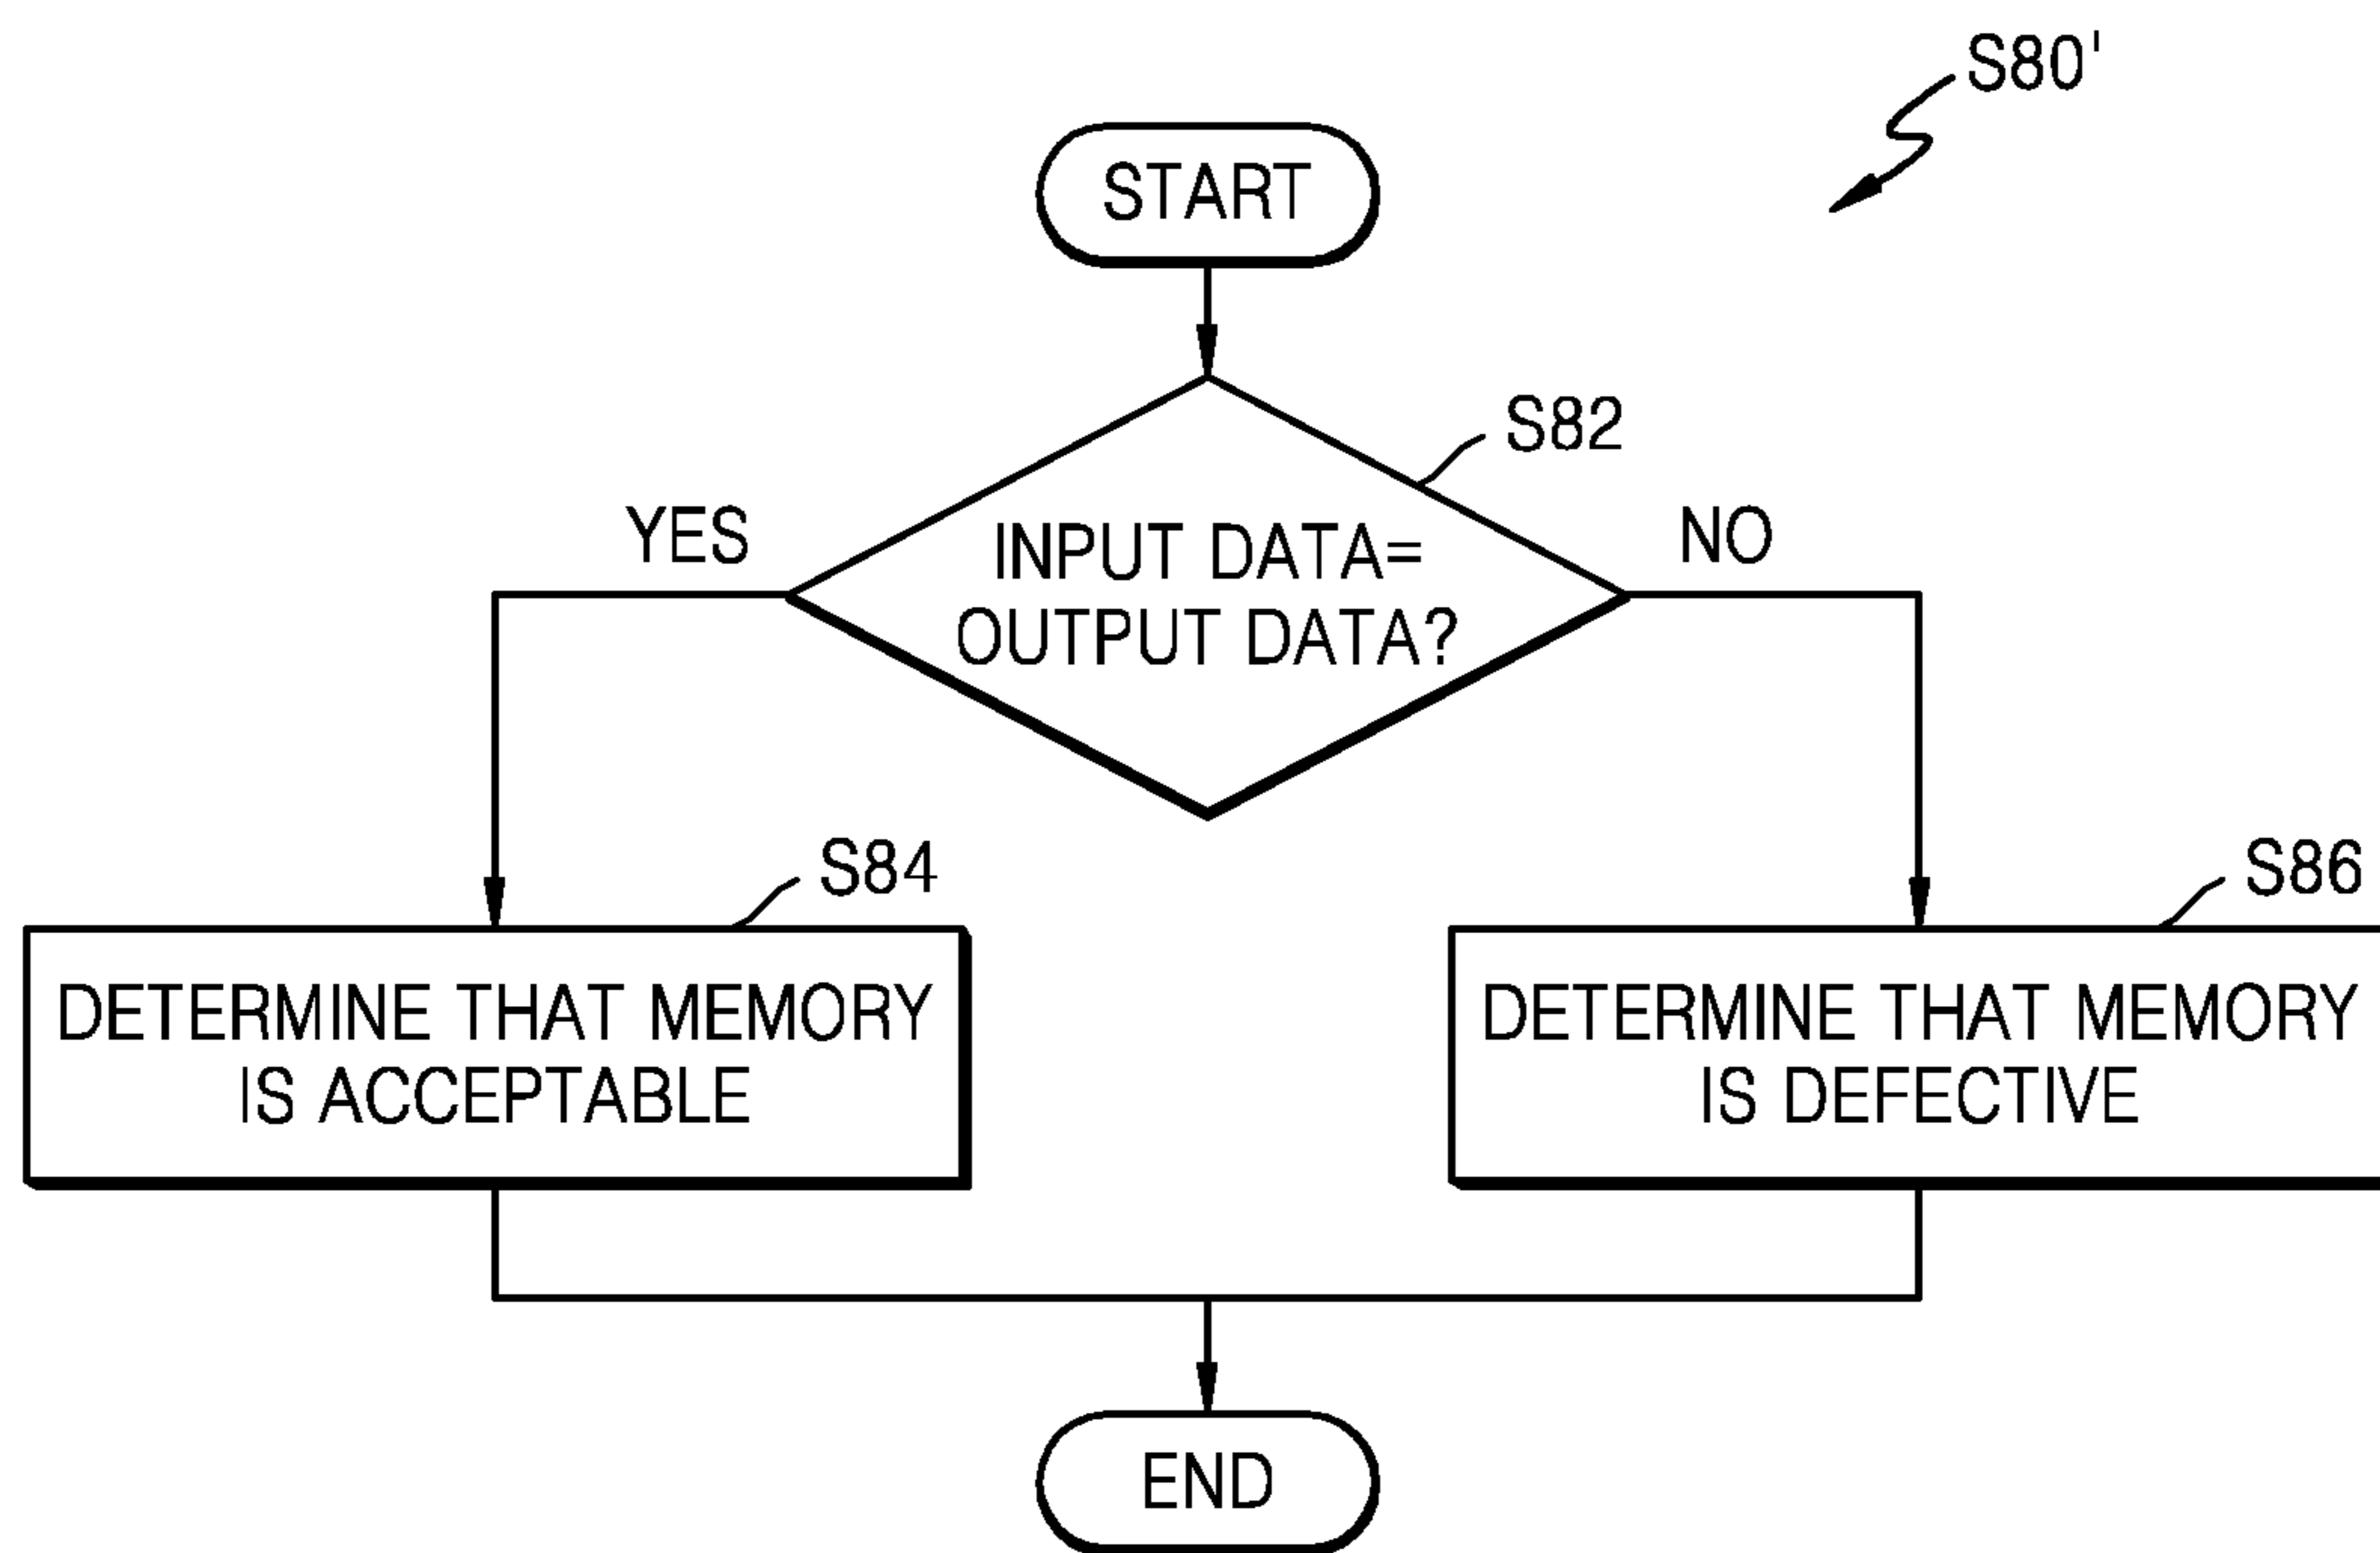 S80'
START
S82
YES
NO
INPUT DATA=
OUTPUT DATA?
S84
S86
DETERMINE THAT MEMORY
IS ACCEPTABLE
DETERMINE THAT MEMORY
IS DEFECTIVE
END